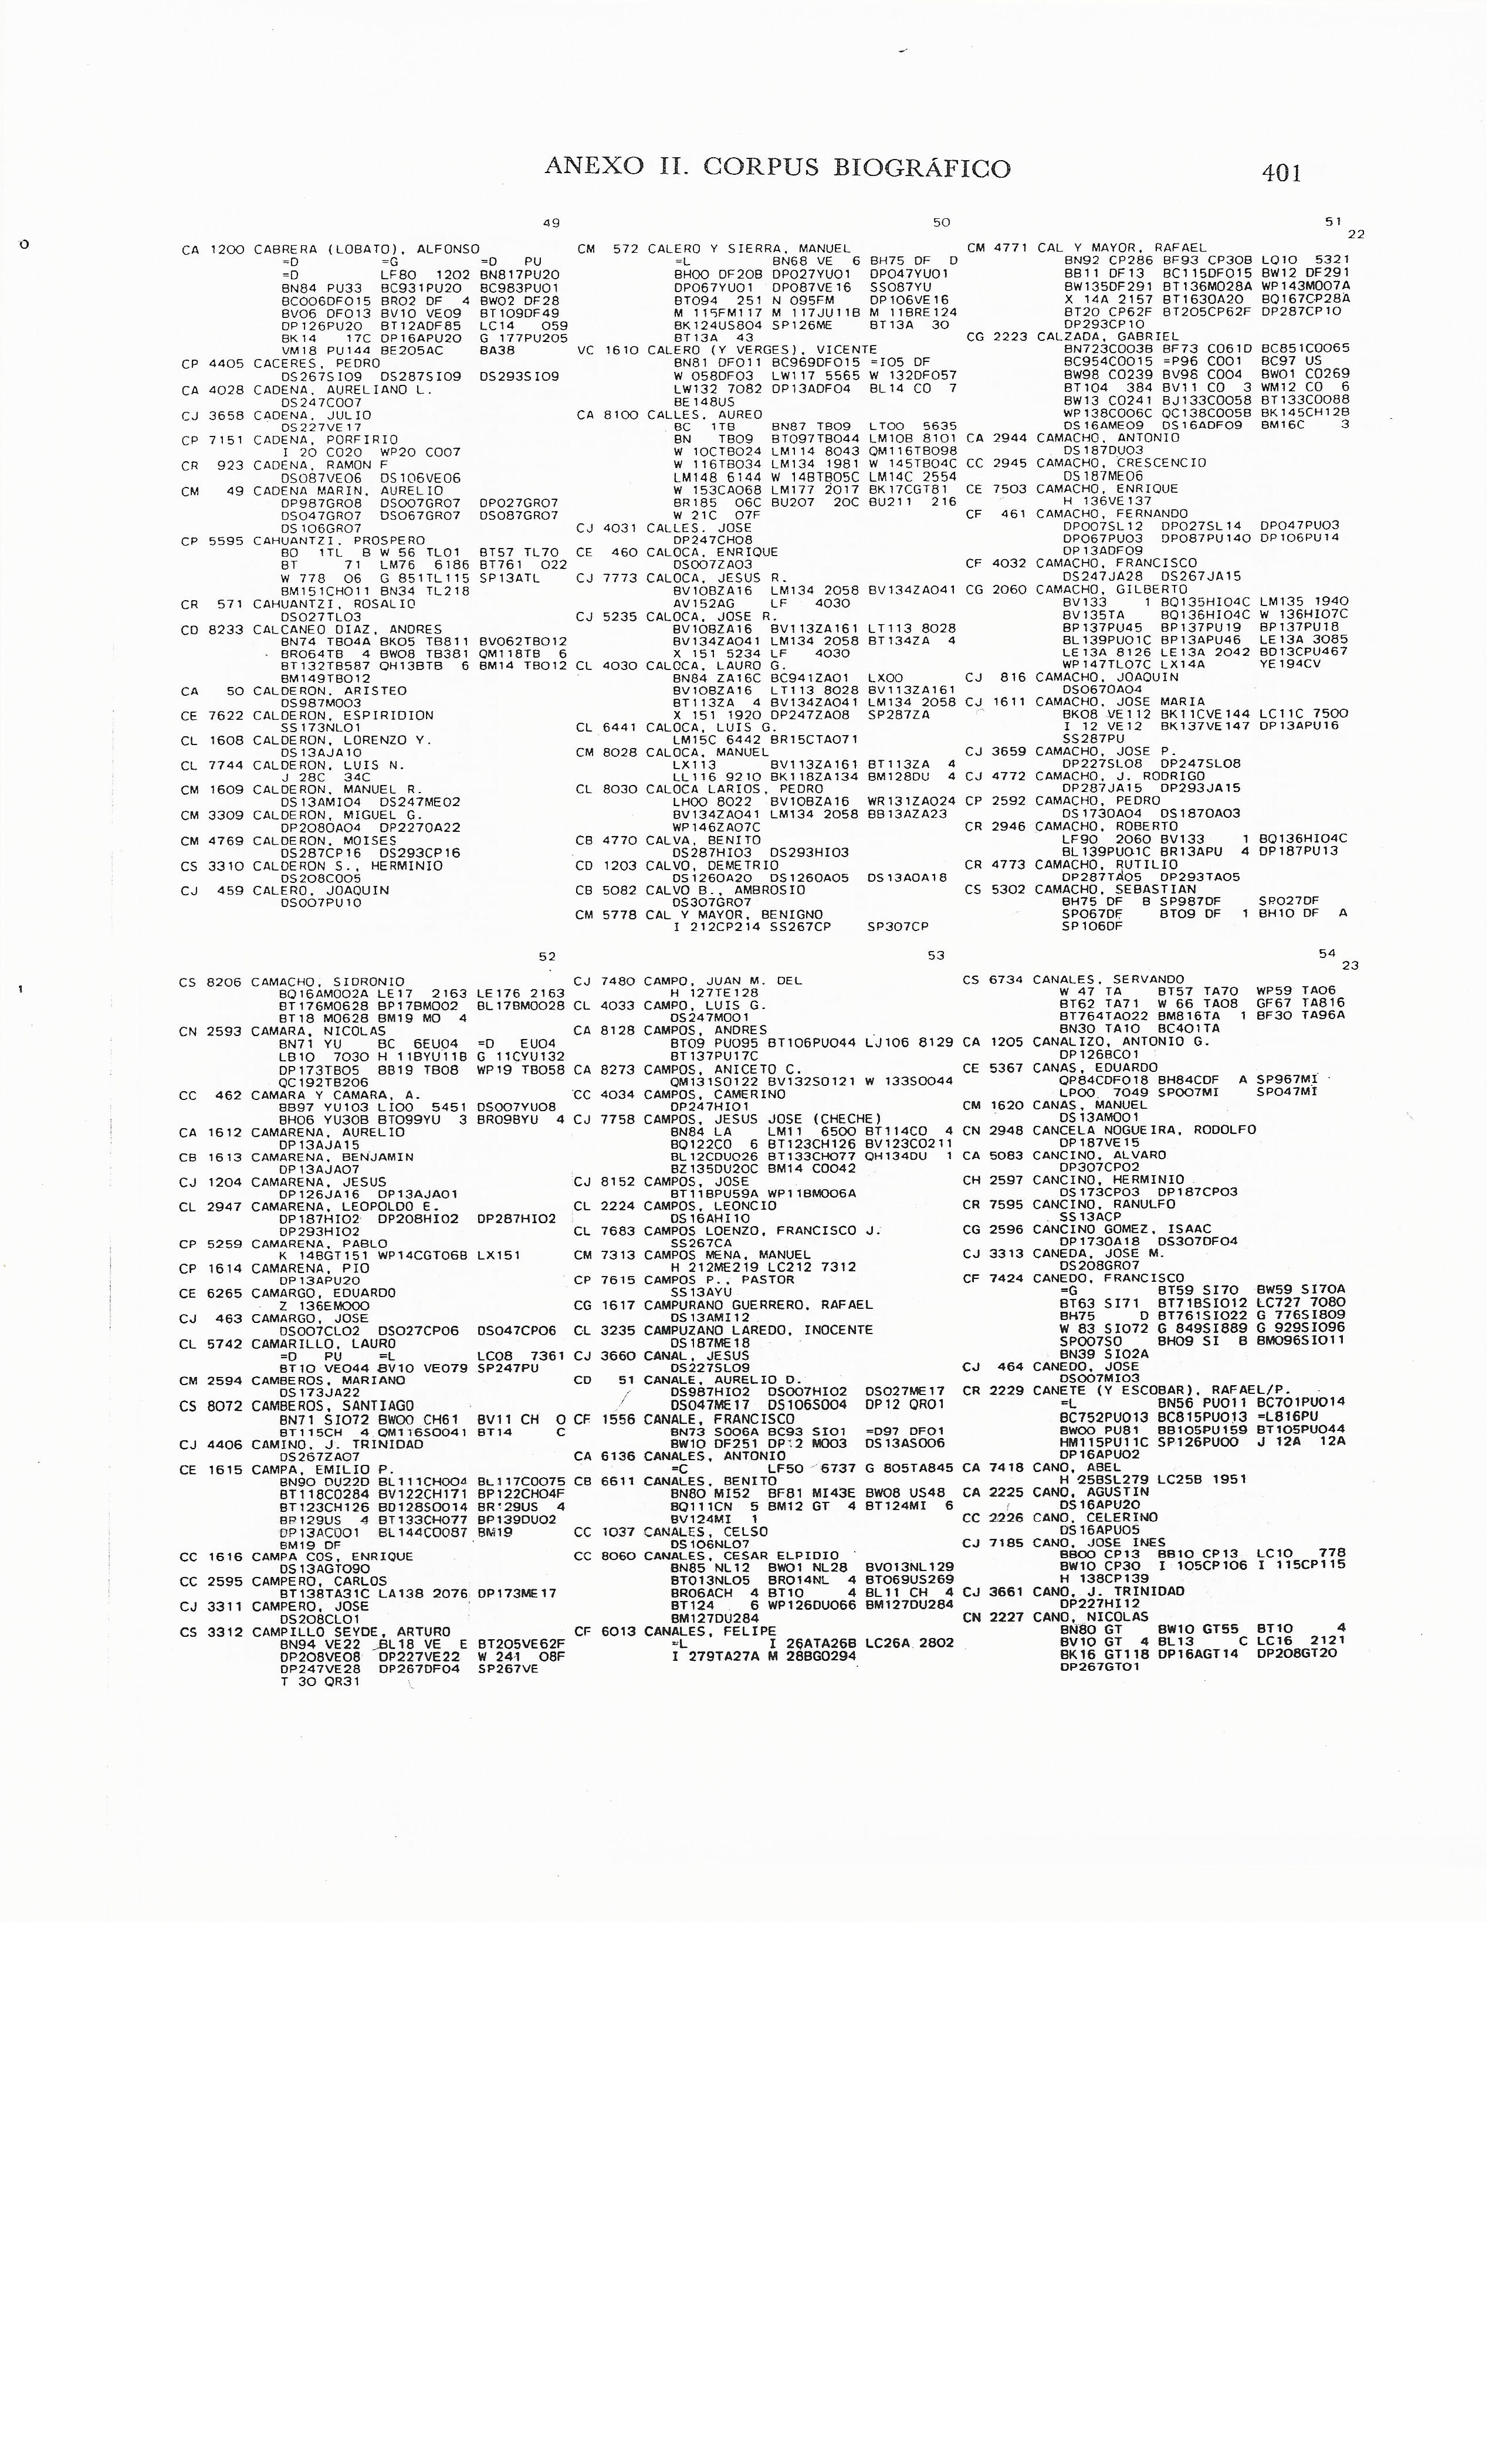 ANEXO II. CORPUS BIOGRÁFICO 401
49
CA 1200 CABRERA (LOBATO), ALFONSO
=D =G =D PU
=D LF80 1202 BN817PU20
BN84 PU33 BC931PU20 BC983PU01
BC006DF015 BR02 DF 4 BW02 DF28
BV06 DF013 BV10 VE09 BT109DF49
DP126PU20 BT12ADF85 LC14 059
BK14 17C DP16APU20 G 177PU205
VM18 PU144 BE205AC BA38
CP 4405 CACERES, PEDRO
DS267SI09 DS287SI09 DS293SI09
CA 4028 CADENA, AURELIANO L.
DS247CO07
CJ 3658 CADENA, JULIO
DS227VE17
CP 7151 CADENA, PORFIRIO
I 20 CO20 WP20 CO07
CR 923 CADENA, RAMON F
DS087VE06 DS106VE06
CM 49 CADENA MARIN, AURELIO
DP987GR08 DS007GR07 DP027GR07
DS047GR07 DS067GR07 DS087GR07
DS106GR07
CP 5595 CAHUANTZI, PROSPERO
BO 1TL B W 56 TL01 BT57 TL70
BT 71 LM76 6186 BT761 022
W 778 06 G 851TL115 SP13ATL
BM151CHO11 BN34 TL218
CR 571 CAHUANTZI, ROSALIO
DS027TL03
CD 8233 CALCANEO DIAZ, ANDRES
BN74 TB04A BK05 TB811 BV062TB012
BR064TB 4 BW08 TB381 QM118TB 6
BT132TB587 QH13BTB 6 BM14 TB012
BM149TB012
CA 50 CALDERON, ARISTEO
DS987MO03
CE 7622 CALDERON, ESPIRIDION
SS173NL01
CL 1608 CALDERON, LORENZO Y.
DS13AJA10
CL 7744 CALDERON, LUIS N.
J 28C 34C
CM 1609 CALDERON, MANUEL R.
DS13AMI04 DS247ME02
CM 3309 CALDERON, MIGUEL G.
DP208OA04 DP227OA22
CM 4769 CALDERON, MOISES
DS287CP16 DS293CP16
CS 3310 CALDERON S., HERMINIO
DS208CO05
CJ 459 CALERO, JOAQUIN
DS007PU10
50
CM 572 CALERO Y SIERRA, MANUEL
=L BN68 VE 6 BH75 DF D
BH00 DF20B DP027YU01 DP047YU01
DP067YU01 DP087VE16 SS087YU
BT094 251 N 095FM DP106VE16
M 115FM117 M 117JU11B M 11BRE124
BK124US804 SP126ME BT13A 30
BT13A 43
VC 1610 CALERO (Y VERGES), VICENTE
BN81 DF011 BC969DF015 =I05 DF
W 058DF03 LW117 5565 W 132DF057
LW132 7082 DP13ADF04 BL14 CO 7
BE148US
CA 8100 CALLES, AUREO
BC 1TB BN87 TB09 LT00 5635
BN TB09 BT097TB044 LM10B 8101
W 10CTB024 LM114 8043 QM116TB098
W 116TB034 LM134 1981 W 145TB04C
LM148 6144 W 14BTB05C LM14C 2554
W 153CA068 LM177 2017 BK17CGT81
BR185 06C BU207 20C BU211 216
W 21C 07F
CJ 4031 CALLES, JOSE
DP247CH08
CE 460 CALOCA, ENRIQUE
DS007ZA03
CJ 7773 CALOCA, JESUS R.
BV10BZA16 LM134 2058 BV134ZA041
AV152AG LF 4030
CJ 5235 CALOCA, JOSE R.
BV10BZA16 BV113ZA161 LT113 8028
BV134ZA041 LM134 2058 BT134ZA 4
X 151 5234 LF 4030
CL 4030 CALOCA, LAURO G.
BN84 ZA16C BC941ZA01 LX00
BV10BZA16 LT113 8028 BV113ZA161
BT113ZA 4 BV134ZA041 LM134 2058
X 151 1920 DP247ZA08 SP287ZA
CL 6441 CALOCA, LUIS G.
LM15C 6442 BR15CTA071
CM 8028 CALOCA, MANUEL
LX113 BV113ZA161 BT113ZA 4
LL116 9210 BK118ZA134 BM128DU 4
CL 8030 CALOCA LARIOS, PEDRO
LH00 8022 BV10BZA16 WR131ZA024
BV134ZA041 LM134 2058 BB13AZA23
WP146ZA07C
CB 4770 CALVA, BENITO
DS287HI03 DS293HI03
CD 1203 CALVO, DEMETRIO
DS126OA20 DS126OA05 DS13AOA18
CB 5082 CALVO B., AMBROSIO
DS307GR07
CM 5778 CAL Y MAYOR, BENIGNO
I 212CP214 SS267CP SP307CP
51
22
CM 4771 CAL Y MAYOR, RAFAEL
BN92 CP286 BF93 CP30B LQ10 5321
BB11 DF13 BC115DF015 BW12 DF291
BW135DF291 BT136MO28A WP143MO07A
X 14A 2157 BT163OA20 BQ167CP28A
BT20 CP62F BT205CP62F DP287CP10
DP293CP10
CG 2223 CALZADA, GABRIEL
BN723CO03B BF73 CO61D BC851CO065
BC954CO015 =P96 CO01 BC97 US
BW98 CO239 BV98 CO04 BW01 CO269
BT104 384 BV11 CO 3 WM12 CO 6
BW13 CO241 BJ133CO058 BT133CO088
WP138CO06C QC138CO05B BK145CH12B
DS16AME09 DS16ADF09 BM16C 3
CA 2944 CAMACHO, ANTONIO
DS187DU03
CC 2945 CAMACHO, CRESCENCIO
DS187ME06
CE 7503 CAMACHO, ENRIQUE
H 136VE137
CF 461 CAMACHO, FERNANDO
DP007SL12 DP027SL14 DP047PU03
DP067PU03 DP087PU140 DP106PU14
DP13ADF09
CF 4032 CAMACHO, FRANCISCO
DS247JA28 DS267JA15
CG 2060 CAMACHO, GILBERTO
BV133 1 BQ135HI04C LM135 1940
BV135TA BQ136HI04C W 136HI07C
BP137PU45 BP137PU19 BP137PU18
BL139PU01C BP13APU46 LE13A 3085
LE13A 8126 LE13A 2042 BD13CPU467
WP147TL07C LX14A YE194CV
CJ 816 CAMACHO, JOAQUIN
DS067OA04
CJ 1611 CAMACHO, JOSE MARIA
BK08 VE112 BK11CVE144 LC11C 7500
I 12 VE12 BK137VE147 DP13APU16
SS287PU
CJ 3659 CAMACHO, JOSE P.
DP227SL08 DP247SL08
CJ 4772 CAMACHO, J. RODRIGO
DP287JA15 DP293JA15
CP 2592 CAMACHO, PEDRO
DS173OA04 DS187OA03
CR 2946 CAMACHO, ROBERTO
LF90 2060 BV133 1 BQ136HI04C
BL139PU01C BR13APU 4 DP187PU13
CR 4773 CAMACHO, RUTILIO
DP287TA05 DP293TA05
CS 5302 CAMACHO, SEBASTIAN
BH75 DF B SP987DF SP027DF
SP067DF BT09 DF 1 BH10 DF A
SP106DF
52
CS 8206 CAMACHO, SIDRONIO
BQ16AMO02A LE17 2163 LE176 2163
BT176MO628 BP17BMO02 BL17BMO028
BT18 MO628 BM19 MO 4
CN 2593 CAMARA, NICOLAS
BN71 YU BC 6EU04 =D EU04
LB10 7030 H 11BYU11B G 11CYU132
DP173TB05 BB19 TB08 WP19 TB058
QC192TB206
CC 462 CAMARA Y CAMARA, A.
BB97 YU103 LI00 5451 DS007YU08
BH06 YU30B BT099YU 3 BR09BYU 4
CA 1612 CAMARENA, AURELIO
DP13AJA15
CB 1613 CAMARENA, BENJAMIN
DP13AJA07
CJ 1204 CAMARENA, JESUS
DP126JA16 DP13AJA01
CL 2947 CAMARENA, LEOPOLDO E.
DP187HI02 DP208HI02 DP287HI02
DP293HI02
CP 5259 CAMARENA, PABLO
K 14BGT151 WP14CGT06B LX151
CP 1614 CAMARENA, PIO
DP13APU20
CE 6265 CAMARGO, EDUARDO
Z 136EM000
CJ 463 CAMARGO, JOSE
DS007CL02 DS027CP06 DS047CP06
CL 5742 CAMARILLO, LAURO
=D PU =L LC08 7361
BT10 VE044 BV10 VE079 SP247PU
CM 2594 CAMBEROS, MARIANO
DS173JA22
CS 8072 CAMBEROS, SANTIAGO
BN71 SI072 BW00 CH61 BV11 CH 0
BT115CH 4 QM116SO041 BT14 C
CJ 4406 CAMINO, J. TRINIDAD
DS267ZA07
CE 1615 CAMPA, EMILIO P.
BN90 DU22D BL111CH004 BL117CO075
BT118CO284 BV122CH171 BP122CH04F
BT123CH126 BD128SO014 BR129US 4
BP129US 4 BT133CH077 BP139DU02
DP13ACO01 BL144CO087 BM19
BM19 DF
CC 1616 CAMPA COS, ENRIQUE
DS13AGT090
CC 2595 CAMPERO, CARLOS
BT138TA31C LA138 2076 DP173ME17
CJ 3311 CAMPERO, JOSE
DS208CL01
CS 3312 CAMPILLO SEYDE, ARTURO
BN94 VE22 BL18 VE E BT205VE62F
DP208VE08 DP227VE22 W 241 08F
DP247VE28 DP267DF04 SP267VE
T 30 QR31
53
CJ 7480 CAMPO, JUAN M. DEL
H 127TE128
CL 4033 CAMPO, LUIS G.
DS247MO01
CA 8128 CAMPOS, ANDRES
BT09 PU095 BT106PU044 LJ106 8129
BT137PU17C
CA 8273 CAMPOS, ANICETO C.
QM131SO122 BV132SO121 W 133SO044
CC 4034 CAMPOS, CAMERINO
DP247HI01
CJ 7758 CAMPOS, JESUS JOSE (CHECHE)
BN84 LA LM11 6500 BT114CO 4
BQ122CO 6 BT123CH126 BV123CO211
BL12CDU026 BT133CH077 QH134DU 1
BZ135DU20C BM14 CO042
CJ 8152 CAMPOS, JOSE
BT11BPU59A WP11BMO06A
CL 2224 CAMPOS, LEONCIO
DS16AHI10
CL 7683 CAMPOS LOENZO, FRANCISCO J.
SS267CA
CM 7313 CAMPOS MENA, MANUEL
H 212ME219 LC212 7312
CP 7615 CAMPOS P., PASTOR
SS13AYU
CG 1617 CAMPURANO GUERRERO, RAFAEL
DS13AMI12
CL 3235 CAMPUZANO LAREDO, INOCENTE
DS187ME18
CJ 3660 CANAL, JESUS
DS227SL09
CD 51 CANALE, AURELIO D.
DS987HI02 DS007HI02 DS027ME17
DS047ME17 DS106SO04 DP12 QR01
CF 1556 CANALE, FRANCISCO
BN73 SO06A BC93 SI01 =D97 DF01
BW10 DF251 DP12 MO03 DS13ASO06
CA 6136 CANALES, ANTONIO
=C LF50 6737 G 805TA845
CB 6611 CANALES, BENITO
BN80 MI52 BF81 MI43E BW08 US48
BQ111CN 5 BM12 GT 4 BT124MI 6
BV124MI 1
CC 1037 CANALES, CELSO
DS106NL07
CC 8060 CANALES, CESAR ELPIDIO
BN85 NL12 BW01 NL28 BV013NL129
BT013NL05 BR014NL 4 BT069US269
BR06ACH 4 BT10 4 BL11 CH 4
BT124 6 WP126DU066 BM127DU284
BM127DU284
CF 6013 CANALES, FELIPE
=L I 26ATA26B LC26A 2802
I 279TA27A M 28BGO294
54
23
CS 6734 CANALES, SERVANDO
W 47 TA BT57 TA70 WP59 TA06
BT62 TA71 W 66 TA08 GF67 TA816
BT764TA022 BM816TA 1 BF30 TA96A
BN30 TA10 BC401TA
CA 1205 CANALIZO, ANTONIO G.
DP126BC01
CE 5367 CANAS, EDUARDO
QP84CDF018 BH84CDF A SP967MI
LP00 7049 SP007MI SP047MI
CM 1620 CANAS, MANUEL
DS13AMO01
CN 2948 CANCELA NOGUEIRA, RODOLFO
DP187VE15
CA 5083 CANCINO, ALVARO
DP307CP02
CH 2597 CANCINO, HERMINIO
DS173CP03 DP187CP03
CR 7595 CANCINO, RANULFO
SS13ACP
CG 2596 CANCINO GOMEZ, ISAAC
DP173OA18 DS307DF04
CJ 3313 CANEDA, JOSE M.
DS208GR07
CF 7424 CANEDO, FRANCISCO
=G BT59 SI70 BW59 SI70A
BT63 SI71 BT71BSI012 LC727 7080
BH75 D BT761SI022 G 776SI809
W 83 SI072 G 849SI889 G 929SI096
SP007SO BH09 SI B BM096SI011
BN39 SI02A
CJ 464 CANEDO, JOSE
DS007MI03
CR 2229 CANETE (Y ESCOBAR), RAFAEL/P.
=L BN56 PU011 BC701PU014
BC752PU013 BC815PU013 =L816PU
BW00 PU81 BB105PU159 BT105PU044
HM115PU11C SP126PU00 J 12A 12A
DP16APU02
CA 7418 CANO, ABEL
H 25BSL279 LC25B 1951
CA 2225 CANO, AGUSTIN
DS16APU20
CC 2226 CANO, CELERINO
DS16APU05
CJ 7185 CANO, JOSE INES
BB00 CP13 BB10 CP13 LC10 778
BW10 CP30 I 105CP106 I 115CP115
H 138CP139
CJ 3661 CANO, J. TRINIDAD
DP227HI12
CN 2227 CANO, NICOLAS
BN80 GT BW10 GT55 BT10 4
BV10 GT 4 BL13 C LC16 2121
BK16 GT118 DP16AGT14 DP208GT20
DP267GT01